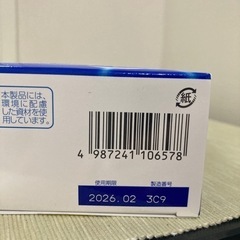 本製品には、
環境に配慮
した資材を使
用しています。
紙
4 987241 106578
使用期限 製造番号
2026.02 3C9